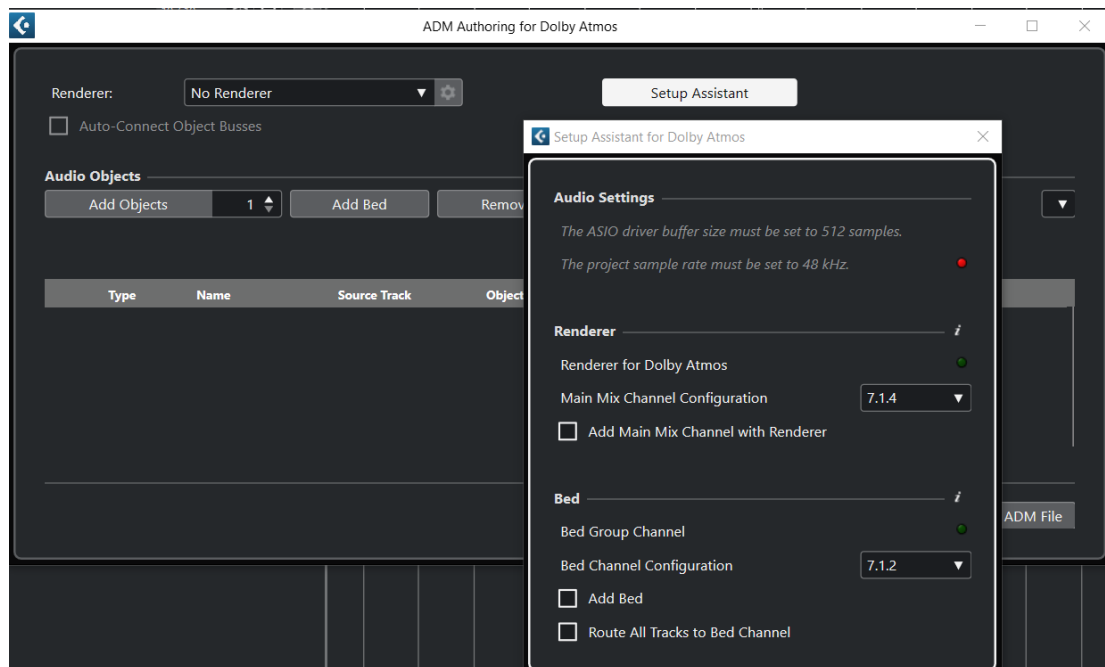 ADM Authoring for Dolby Atmos
Renderer:
No Renderer
Setup Assistant
Auto-Connect Object Busses
Audio Objects
Add Objects
1
Add Bed
Remov
Type
Name
Source Track
Object
ADM File
Setup Assistant for Dolby Atmos
Audio Settings
The ASIO driver buffer size must be set to 512 samples.
The project sample rate must be set to 48 kHz.
Renderer
i
Renderer for Dolby Atmos
Main Mix Channel Configuration
7.1.4
Add Main Mix Channel with Renderer
Bed
i
Bed Group Channel
Bed Channel Configuration
7.1.2
Add Bed
Route All Tracks to Bed Channel